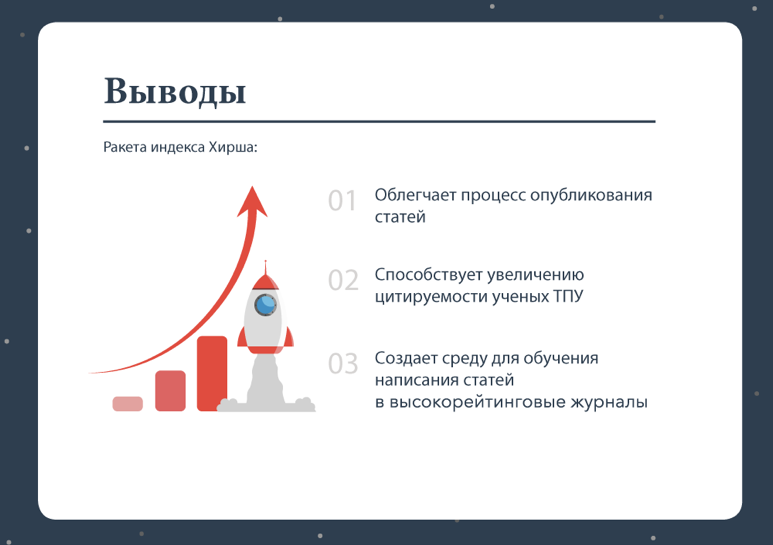 Выводы
Ракета индекса Хирша:
01
Облегчает процесс опубликования
статей
02
Способствует увеличению
цитируемости ученых ТПУ
03
Создает среду для обучения
написания статей
в высокорейтинговые журналы